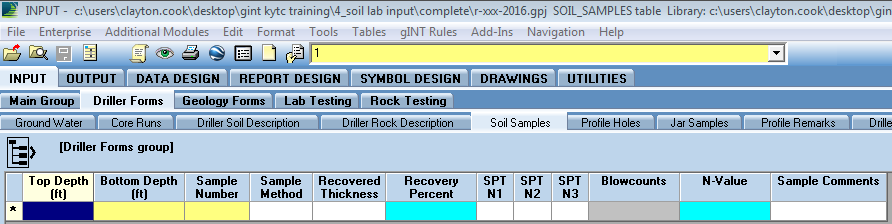 INPUT - c:\users\clayton.cook\desktop\gint kytc training\4_soil lab input\complete\r-xxx-2016.gpj SOIL_SAMPLES table Library: c:\users\clayton.cook\desktop\gint
File Enterprise Additional Modules Edit Format Tools Tables gINT Rules Add-Ins Navigation Help
1
INPUT OUTPUT DATA DESIGN REPORT DESIGN SYMBOL DESIGN DRAWINGS UTILITIES
Main Group Driller Forms Geology Forms Lab Testing Rock Testing
Ground Water Core Runs Driller Soil Description Driller Rock Description Soil Samples Profile Holes Jar Samples Profile Remarks Drille
[Driller Forms group]
Top Depth Bottom Depth Sample Sample Recovered Recovery SPT SPT SPT Blowcounts N-Value Sample Comments
(ft) (ft) Number Method Thickness Percent N1 N2 N3
*